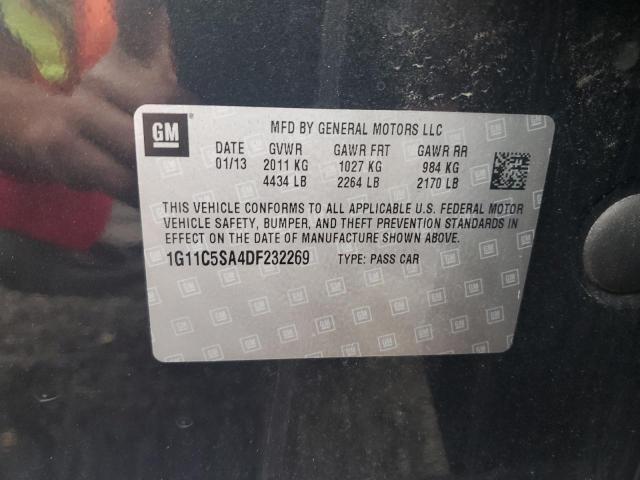 GM
MFD BY GENERAL MOTORS LLC
DATE GVWR GAWR FRT GAWR RR
01/13 2011 KG 1027 KG 984 KG
4434 LB 2264 LB 2170 LB
THIS VEHICLE CONFORMS TO ALL APPLICABLE U.S. FEDERAL MOTOR
VEHICLE SAFETY, BUMPER, AND THEFT PREVENTION STANDARDS IN
EFFECT ON THE DATE OF MANUFACTURE SHOWN ABOVE.
1G11C5SA4DF232269 TYPE: PASS CAR